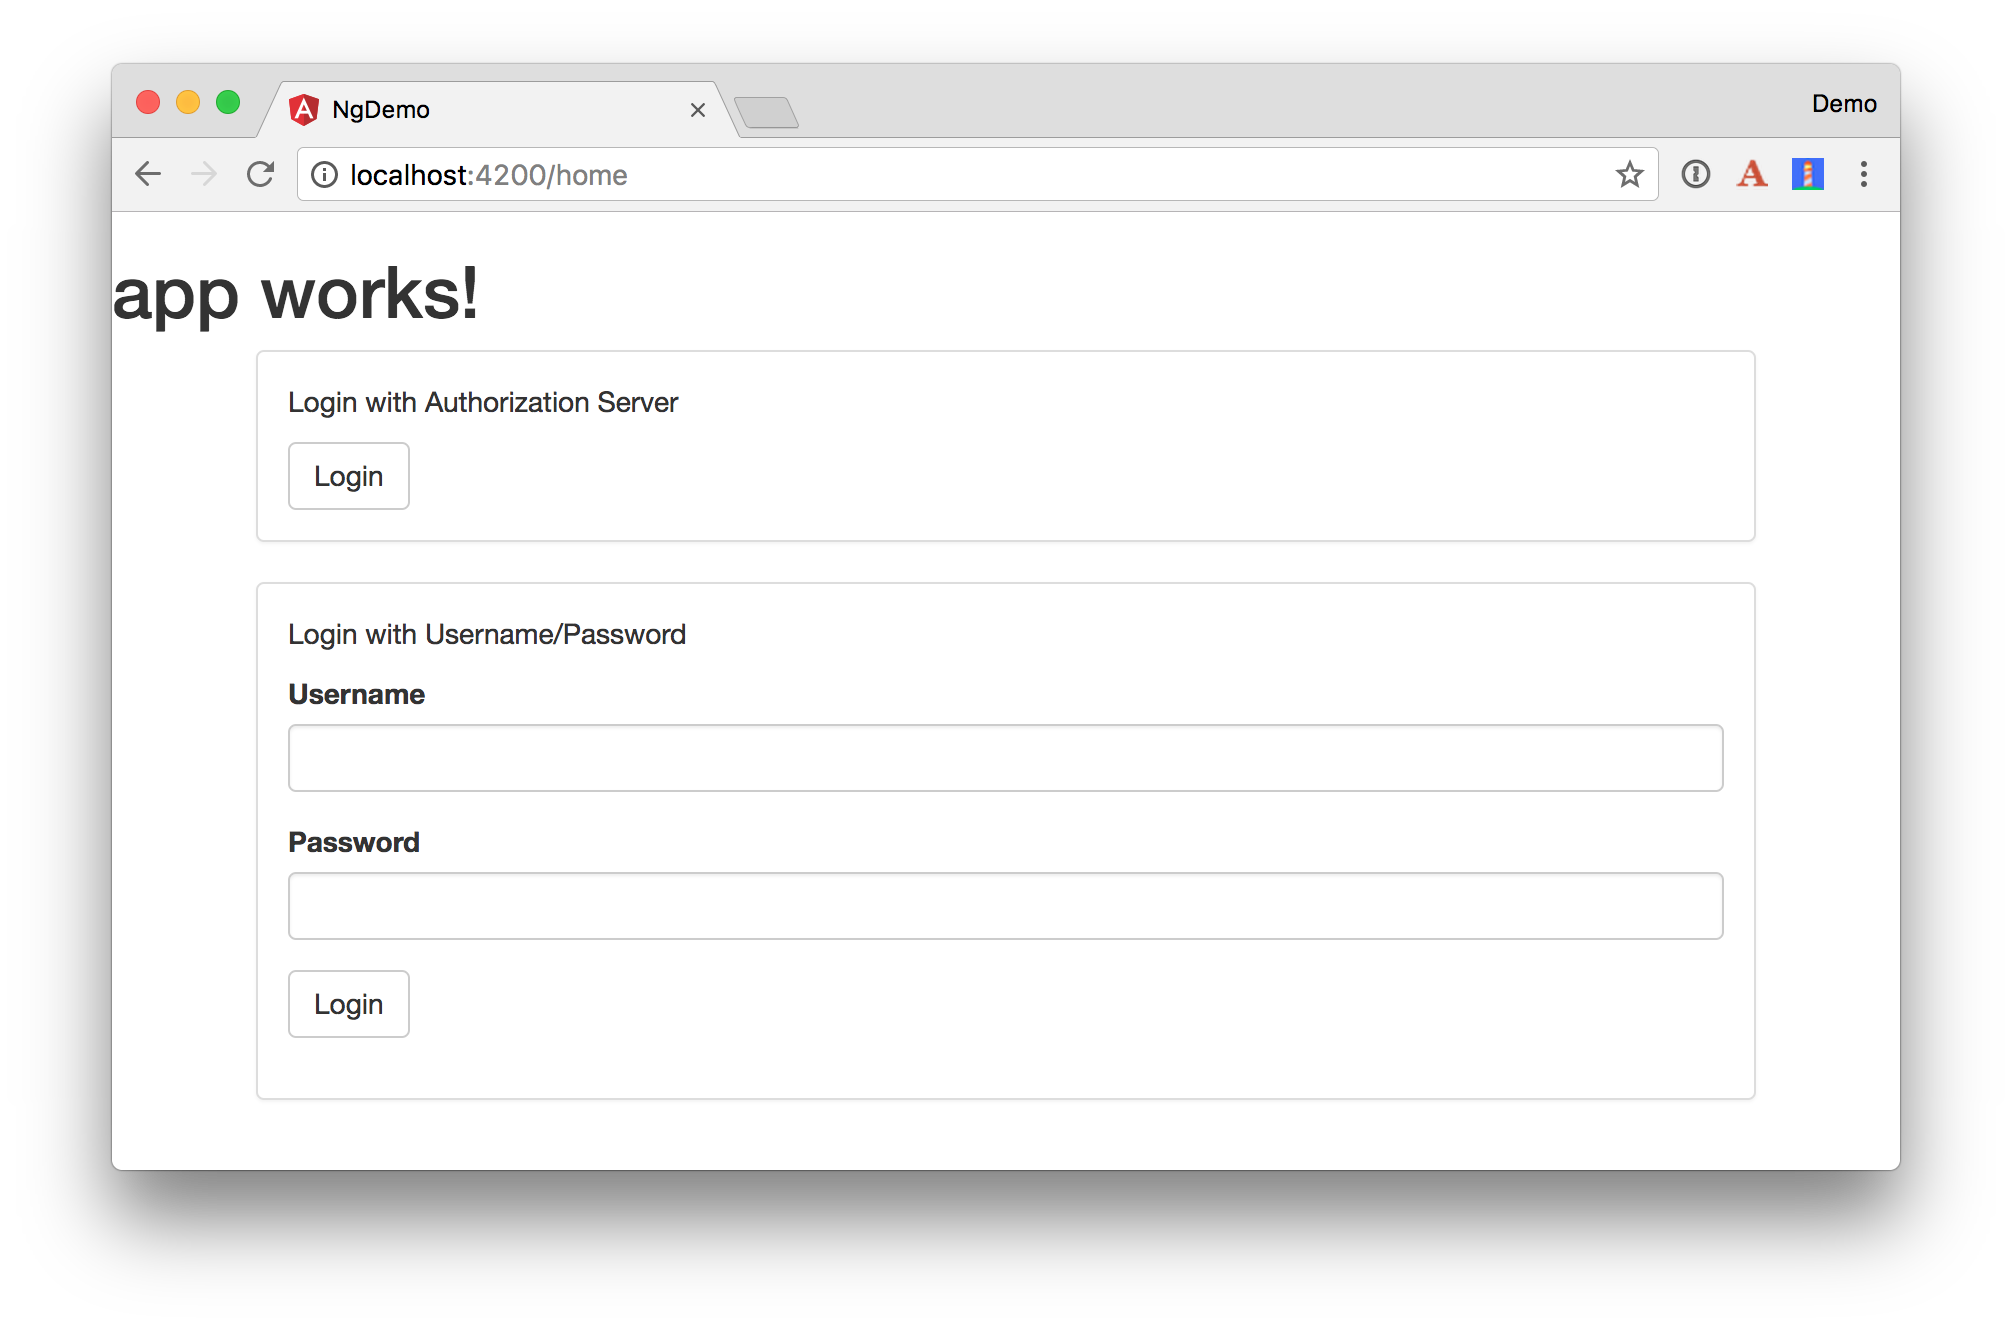 NgDemo
Demo
localhost:4200/home
app works!
Login with Authorization Server
Login
Login with Username/Password
Username
Password
Login